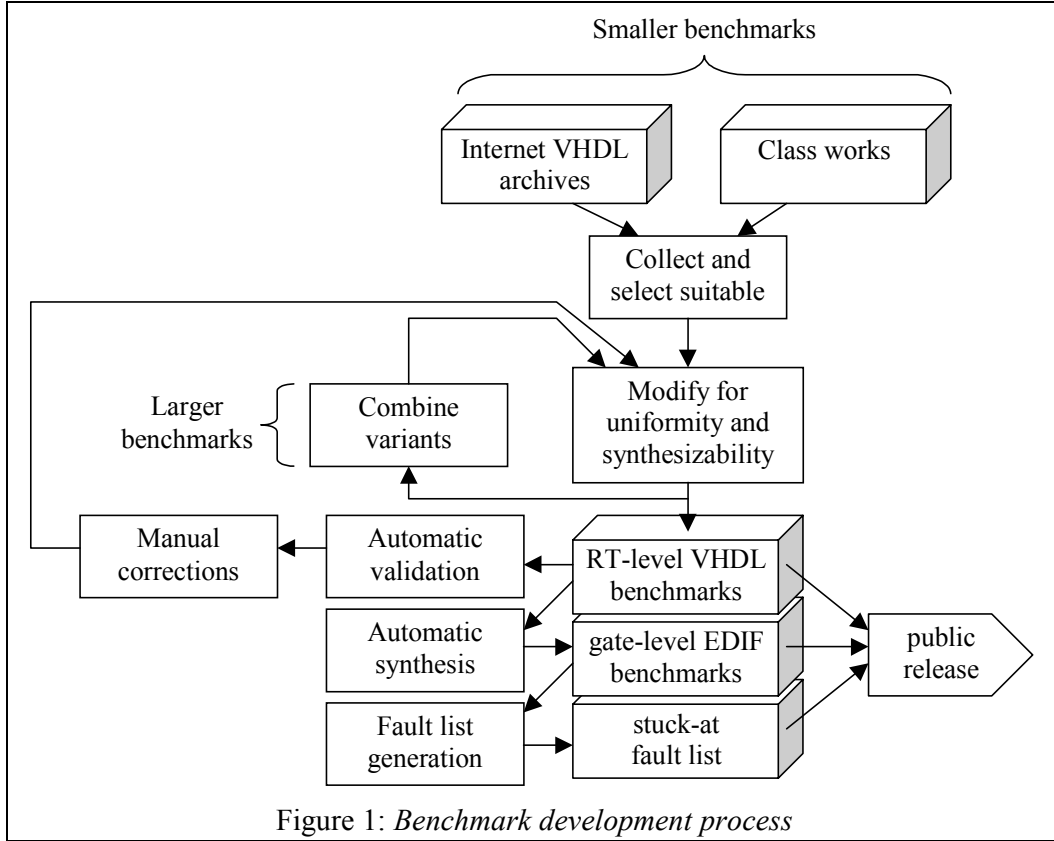 Smaller benchmarks
Internet VHDL
archives
Class works
Collect and
select suitable
Larger
benchmarks
Combine
variants
Modify for
uniformity and
synthesizability
Manual
corrections
Automatic
validation
RT-level VHDL
benchmarks
Automatic
synthesis
gate-level EDIF
benchmarks
public
release
Fault list
generation
stuck-at
fault list
Figure 1: Benchmark development process